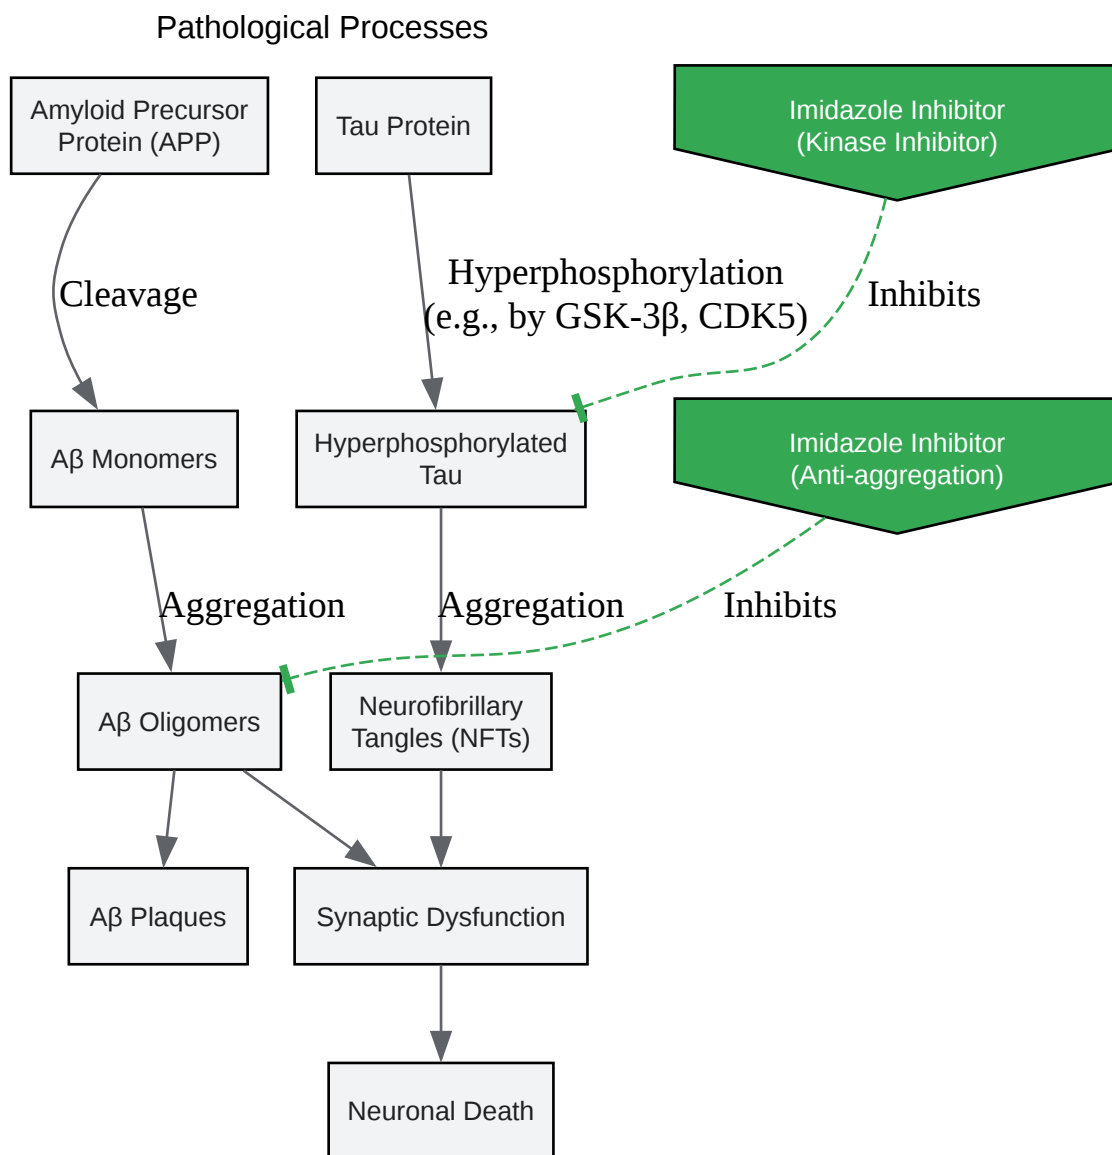 Pathological Processes
Amyloid Precursor
Protein (APP)
Tau Protein
Imidazole Inhibitor
(Kinase Inhibitor)
Cleavage
Hyperphosphorylation
(e.g., by GSK-3β, CDK5)
Inhibits
Aβ Monomers
Hyperphosphorylated
Tau
Imidazole Inhibitor
(Anti-aggregation)
Aggregation
Aggregation
Inhibits
Aβ Oligomers
Neurofibrillary
Tangles (NFTs)
Aβ Plaques
Synaptic Dysfunction
Neuronal Death